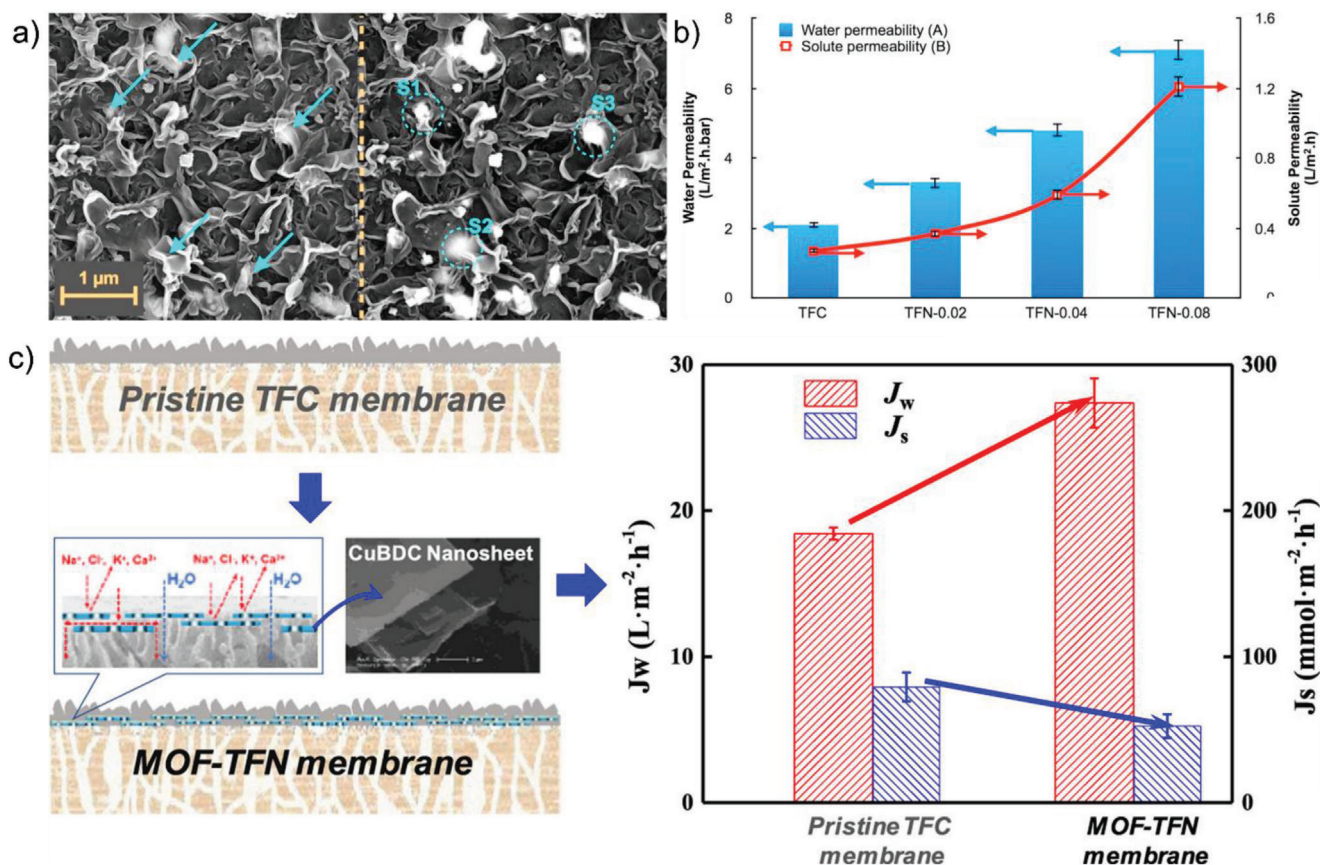 a)
S1
S3
S2
1 µm
b)
Water permeability (A)
Solute permeability (B)
Water Permeability
(L/m².h.bar)
8
6
4
2
0
Solute Permeability
(L/m².h)
1.6
1.2
0.8
0.4
0
TFC
TFN-0.02
TFN-0.04
TFN-0.08
c)
Pristine TFC membrane
Na⁺, Cl⁻, K⁺, Ca²⁺
Na⁺, Cl⁻, K⁺, Ca²⁺
H₂O
H₂O
CuBDC Nanosheet
MOF-TFN membrane
Jw
Js
Jw (L·m⁻²·h⁻¹)
30
20
10
0
Js (mmol·m⁻²·h⁻¹)
300
200
100
0
Pristine TFC
membrane
MOF-TFN
membrane